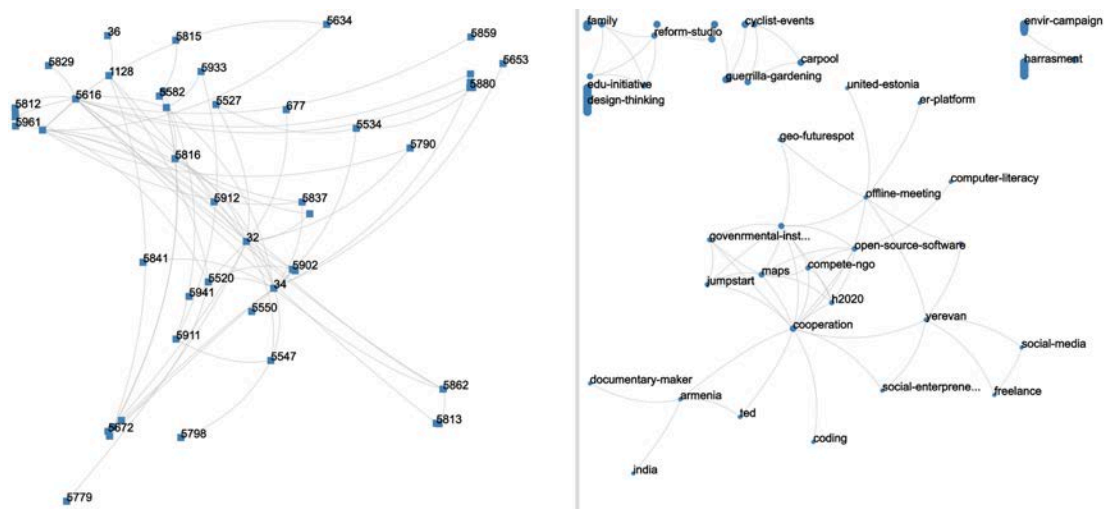 5634
36
5815
5859
5829
1128
5933
5653
5616
5582
5527
677
5880
5812
5961
5534
5816
5790
5912
5837
32
5841
5902
5520
34
5941
5550
5911
5547
5862
5672
5798
5813
5779
family
cyclist-events
envir-campaign
reform-studio
carpool
harrasment
edu-initiative
guerrilla-gardening
design-thinking
united-estonia
er-platform
geo-futurespot
computer-literacy
offline-meeting
govenrmental-inst...
open-source-software
maps
compete-ngo
jumpstart
h2020
cooperation
yerevan
social-media
documentary-maker
armenia
social-enterprene...
freelance
ted
coding
india